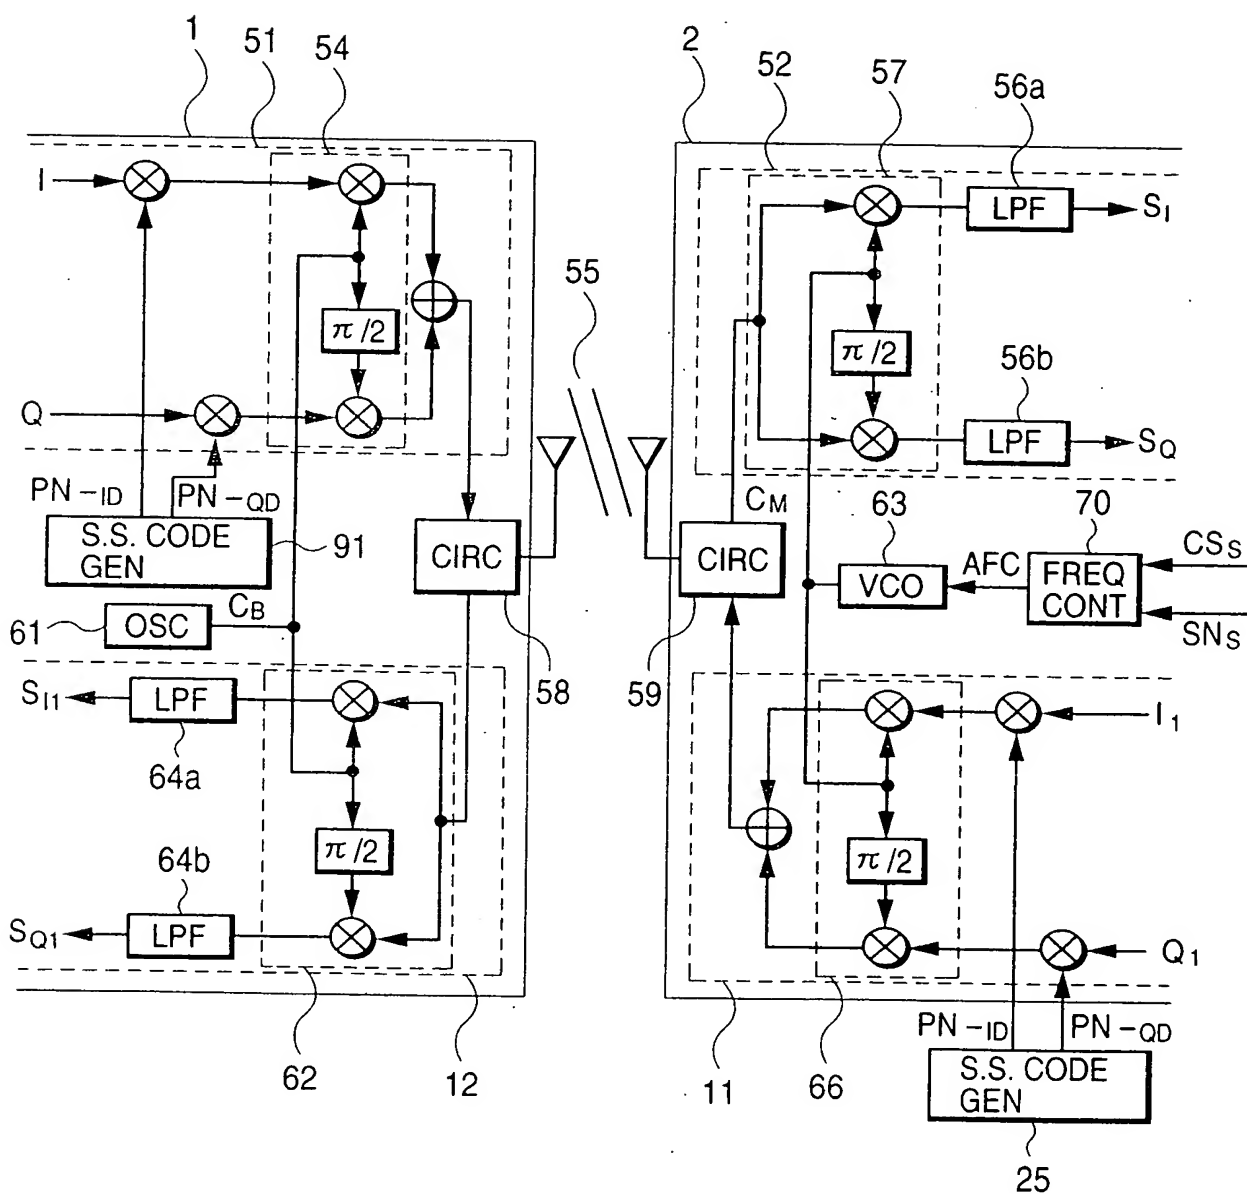 1
51
54
2
52
57
56a
I
LPF
S_I
55
π/2
π/2
56b
Q
LPF
S_Q
PN-ID
PN-QD
C_M
63
70
S.S. CODE
GEN
91
CIRC
CIRC
VCO
AFC
FREQ
CONT
CS_S
SN_S
61
OSC
C_B
58
59
S_I1
LPF
I_1
64a
64b
π/2
π/2
S_Q1
LPF
Q_1
62
12
11
66
PN-ID
PN-QD
S.S. CODE
GEN
25